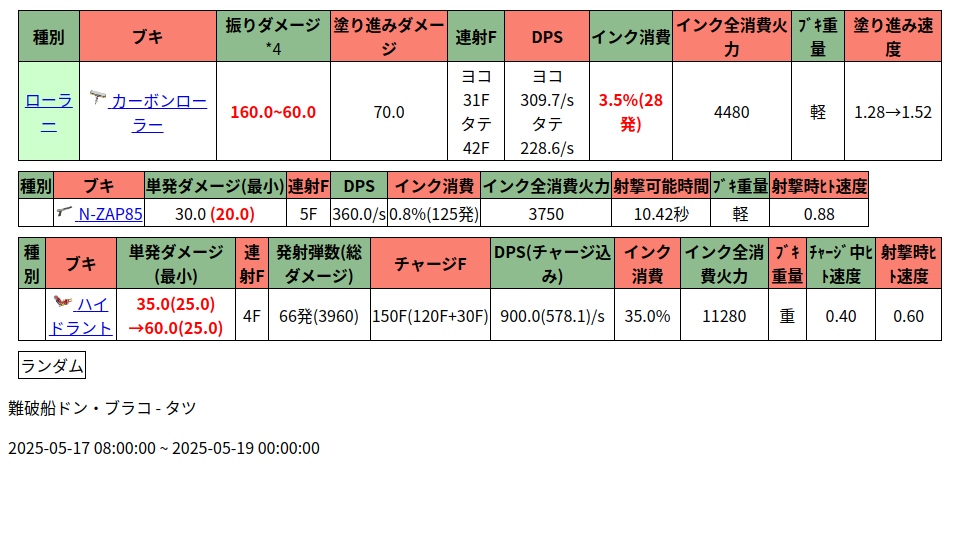 種別 ブキ 振りダメージ*4 塗り進みダメージ 連射F DPS インク消費 インク全消費火力 ﾌﾞｷ重量 塗り進み速度
ローラー カーボンローラー 160.0~60.0 70.0 ヨコ 31F タテ 42F ヨコ 309.7/s タテ 228.6/s 3.5%(28発) 4480 軽 1.28→1.52
種別 ブキ 単発ダメージ(最小) 連射F DPS インク消費 インク全消費火力 射撃可能時間 ﾌﾞｷ重量 射撃時ﾋﾄ速度
N-ZAP85 30.0 (20.0) 5F 360.0/s 0.8%(125発) 3750 10.42秒 軽 0.88
種別 ブキ 単発ダメージ(最小) 連射F 発射弾数(総ダメージ) チャージF DPS(チャージ込み) インク消費 インク全消費火力 ﾌﾞｷ重量 ﾁｬｰｼﾞ中ﾋﾄ速度 射撃時ﾋﾄ速度
ハイドラント 35.0(25.0)→60.0(25.0) 4F 66発(3960) 150F(120F+30F) 900.0(578.1)/s 35.0% 11280 重 0.40 0.60
ランダム
難破船ドン・ブラコ - タツ
2025-05-17 08:00:00 ~ 2025-05-19 00:00:00